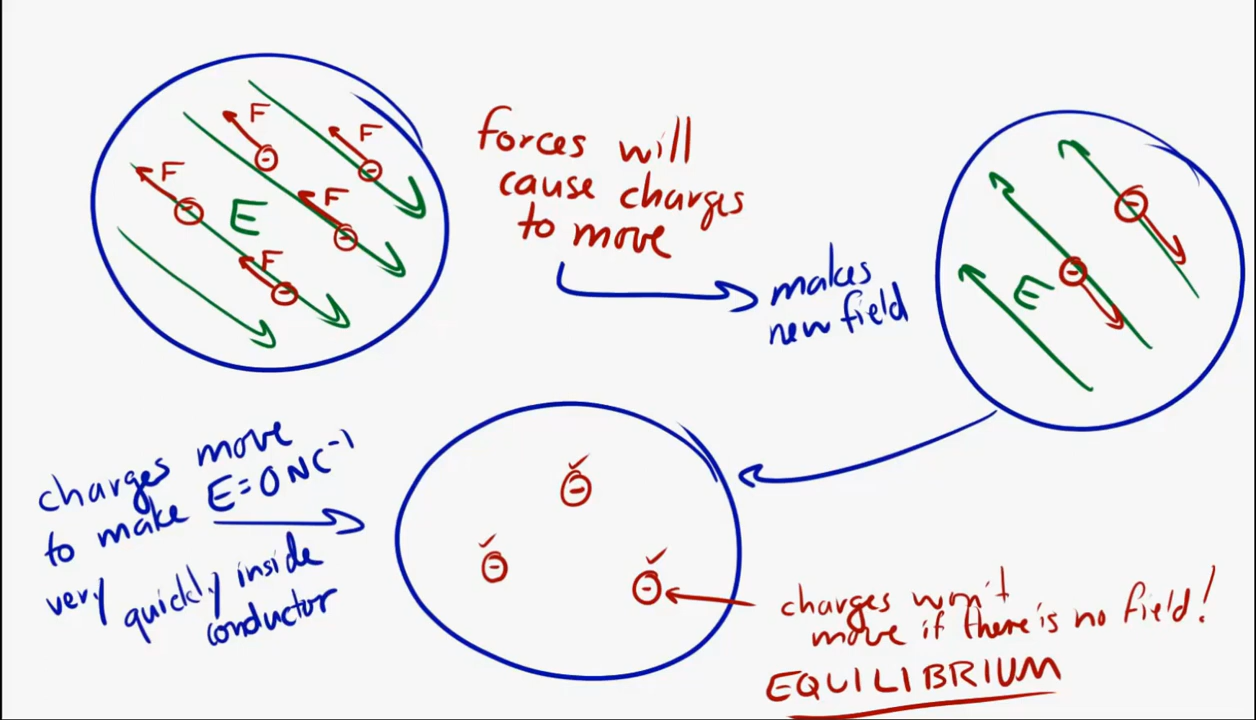 F
F
F
F
F
E
forces will
cause charges
to move
makes
new field
E
charges move
to make E=0NC⁻¹
very quickly inside
conductor
charges won't
move if there is no field!
EQUILIBRIUM